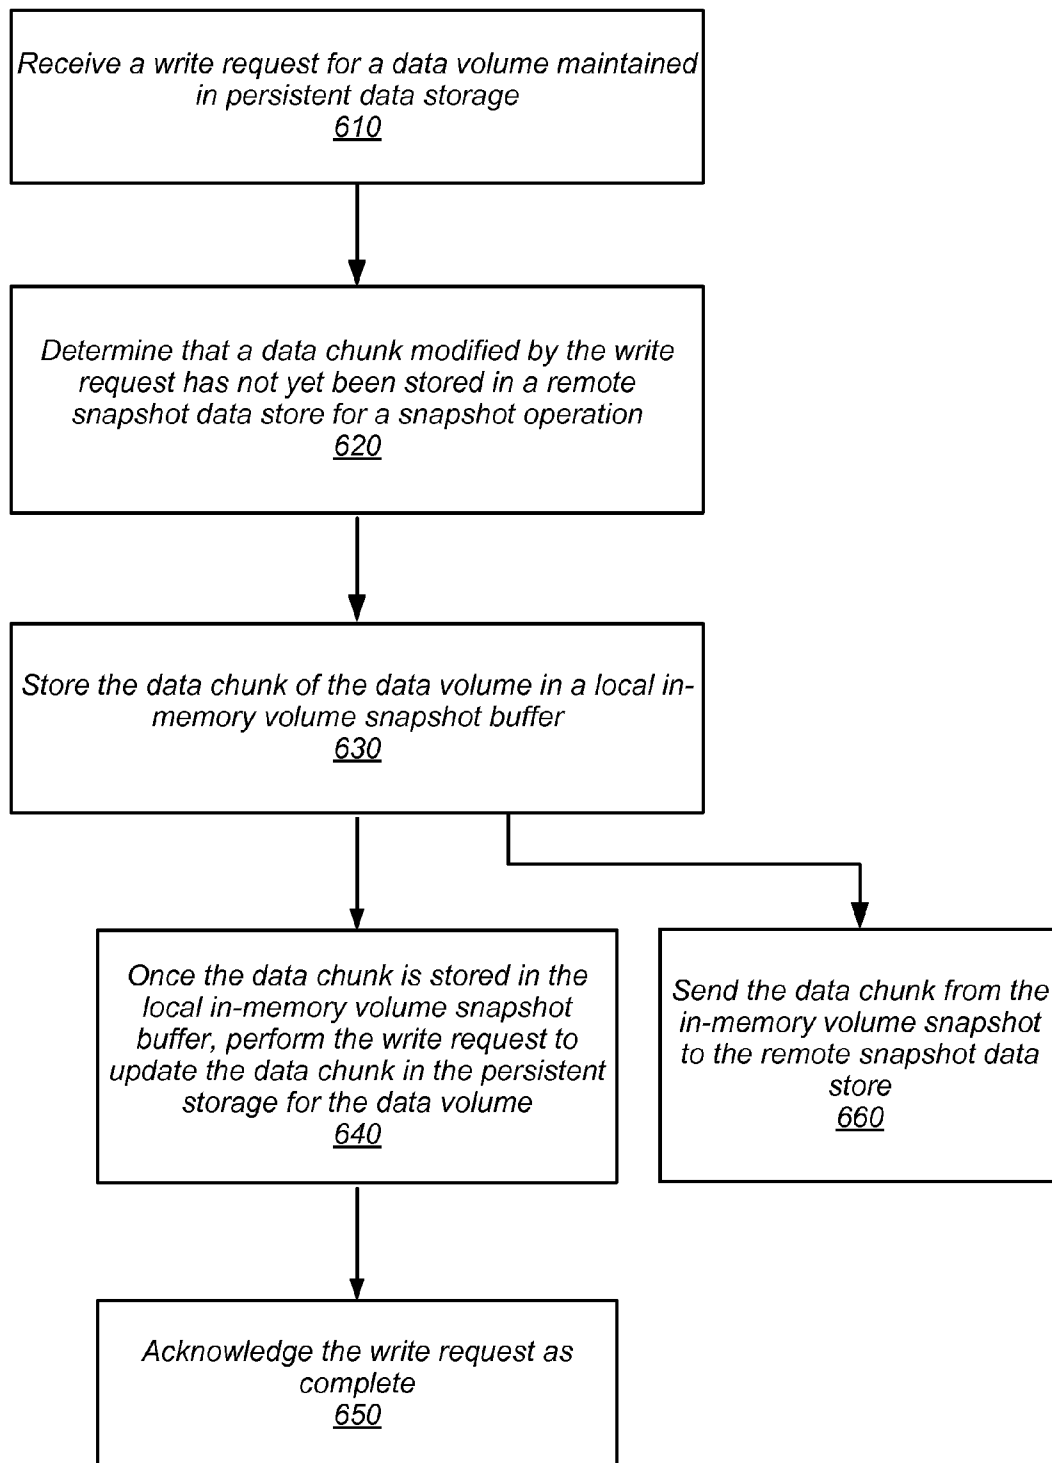 Receive a write request for a data volume maintained
in persistent data storage
610
Determine that a data chunk modified by the write
request has not yet been stored in a remote
snapshot data store for a snapshot operation
620
Store the data chunk of the data volume in a local in-
memory volume snapshot buffer
630
Once the data chunk is stored in the
local in-memory volume snapshot
buffer, perform the write request to
update the data chunk in the persistent
storage for the data volume
640
Send the data chunk from the
in-memory volume snapshot
to the remote snapshot data
store
660
Acknowledge the write request as
complete
650